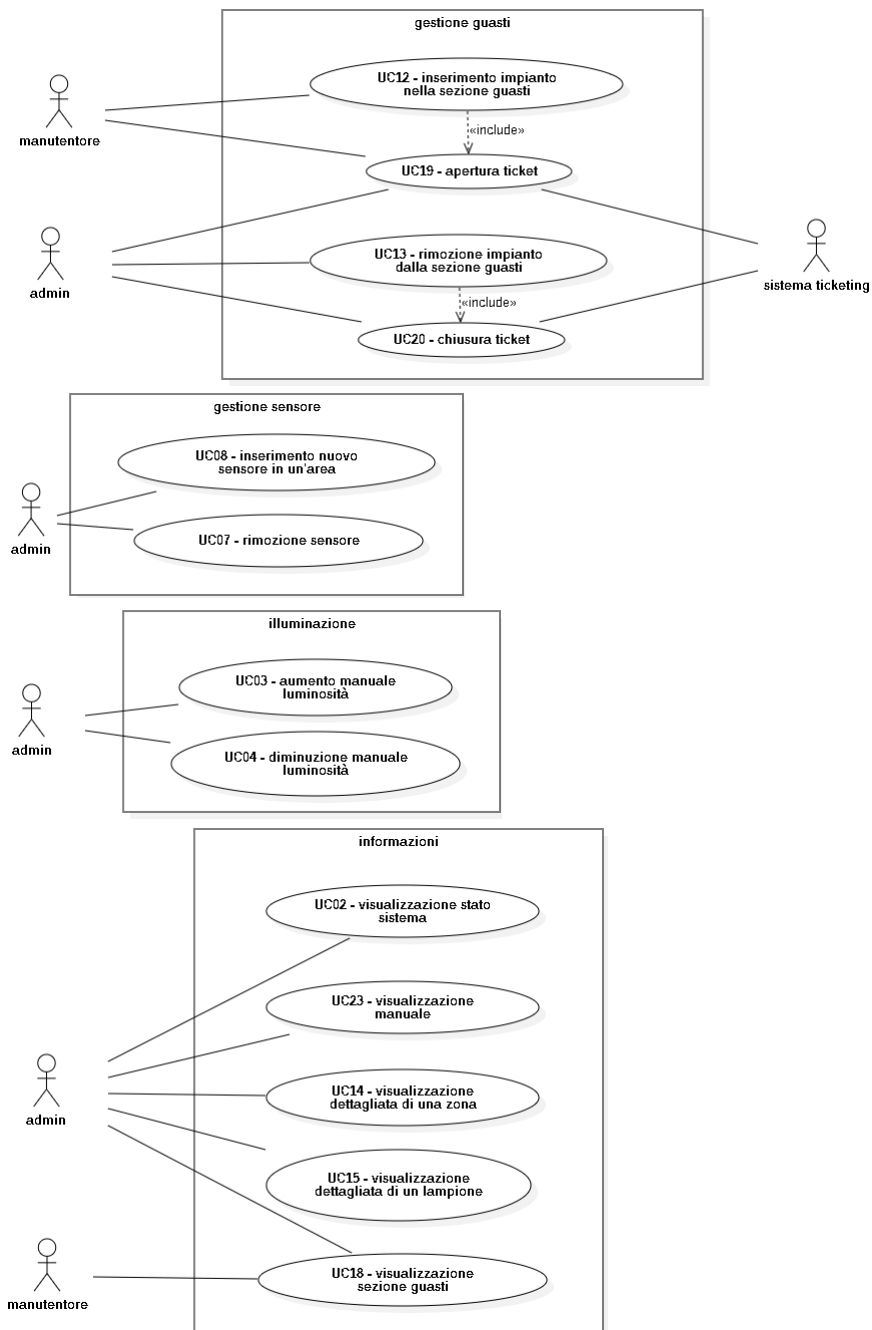 gestione guasti
UC12 - inserimento impianto
nella sezione guasti
manutentore
«include»
UC19 - apertura ticket
admin
UC13 - rimozione impianto
dalla sezione guasti
sistema ticketing
«include»
UC20 - chiusura ticket
gestione sensore
UC08 - inserimento nuovo
sensore in un'area
admin
UC07 - rimozione sensore
illuminazione
UC03 - aumento manuale
luminosità
admin
UC04 - diminuzione manuale
luminosità
informazioni
UC02 - visualizzazione stato
sistema
UC23 - visualizzazione
manuale
UC14 - visualizzazione
dettagliata di una zona
admin
UC15 - visualizzazione
dettagliata di un lampione
UC18 - visualizzazione
sezione guasti
manutentore